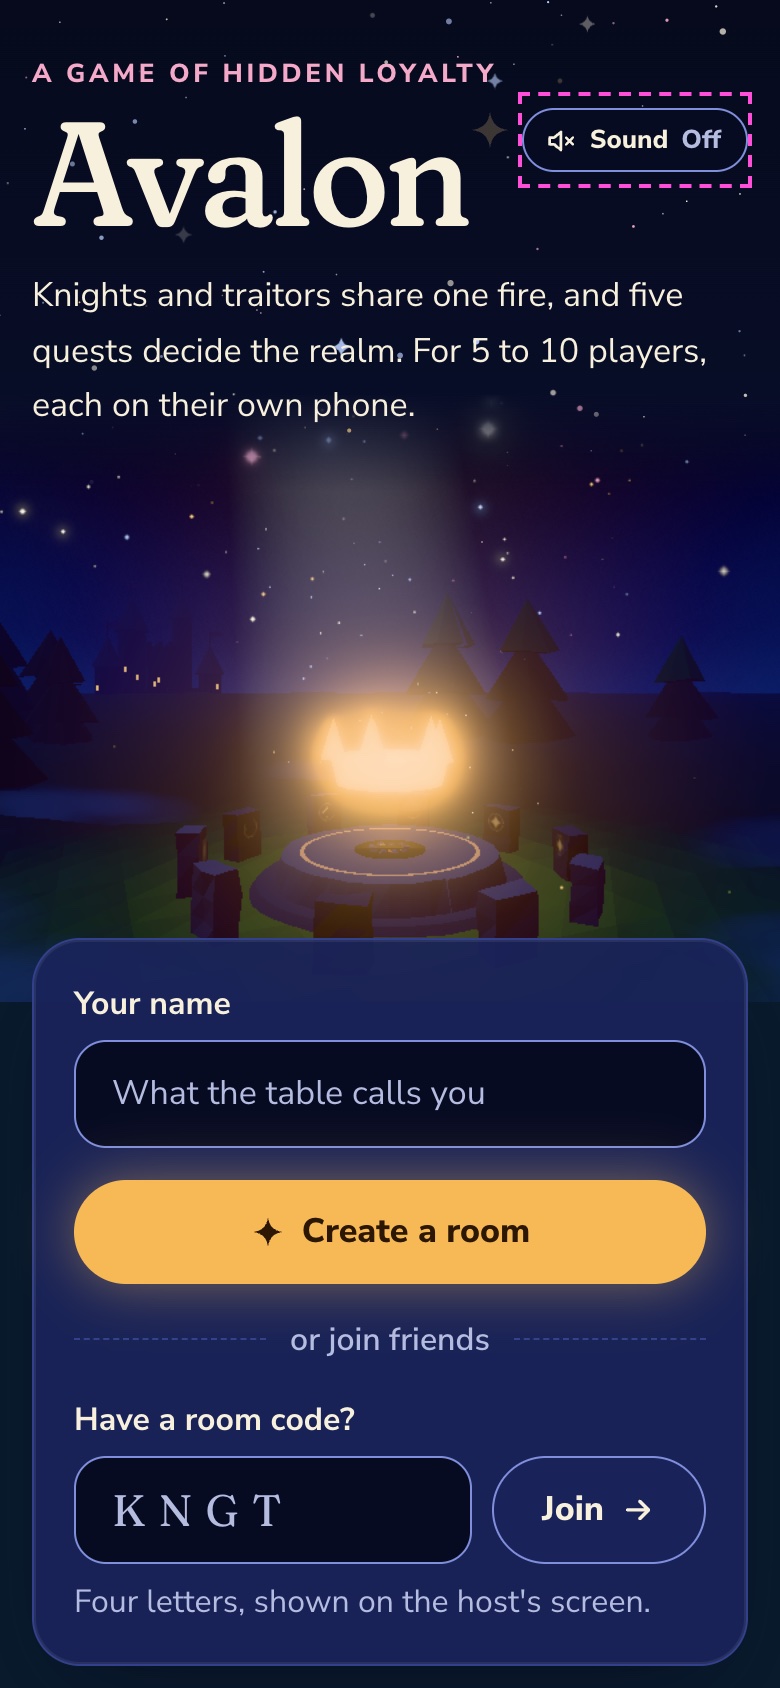 A GAME OF HIDDEN LOYALTY
Avalon
Sound Off
Knights and traitors share one fire, and five
quests decide the realm. For 5 to 10 players,
each on their own phone.
Your name
What the table calls you
Create a room
or join friends
Have a room code?
KNGT
Join
Four letters, shown on the host's screen.